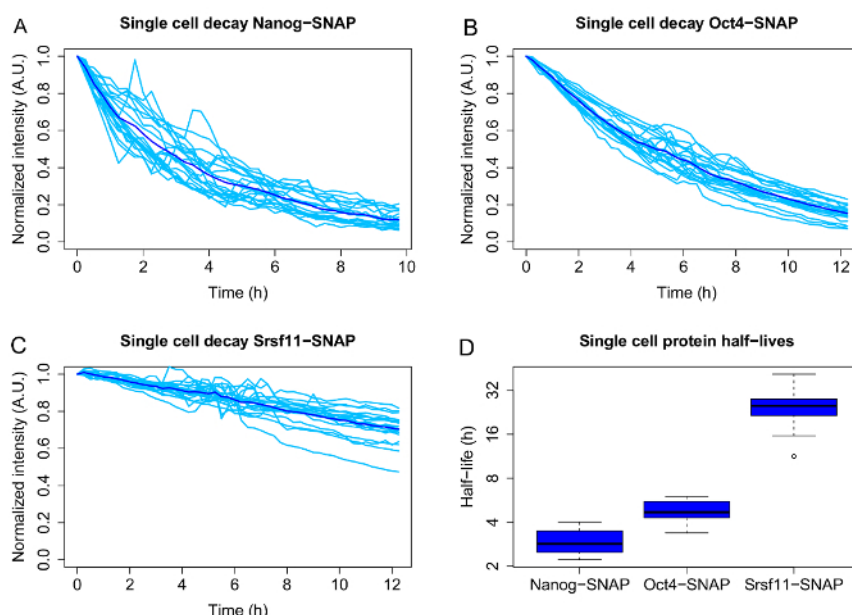 A
Single cell decay Nanog−SNAP
Normalized intensity (A.U.)
1.0
0.8
0.6
0.4
0.2
0.0
0 2 4 6 8 10
Time (h)
B
Single cell decay Oct4−SNAP
Normalized intensity (A.U.)
1.0
0.8
0.6
0.4
0.2
0.0
0 2 4 6 8 10 12
Time (h)
C
Single cell decay Srsf11−SNAP
Normalized intensity (A.U.)
1.0
0.8
0.6
0.4
0.2
0.0
0 2 4 6 8 10 12
Time (h)
D
Single cell protein half−lives
Half−life (h)
32
16
8
4
2
Nanog−SNAP Oct4−SNAP Srsf11−SNAP